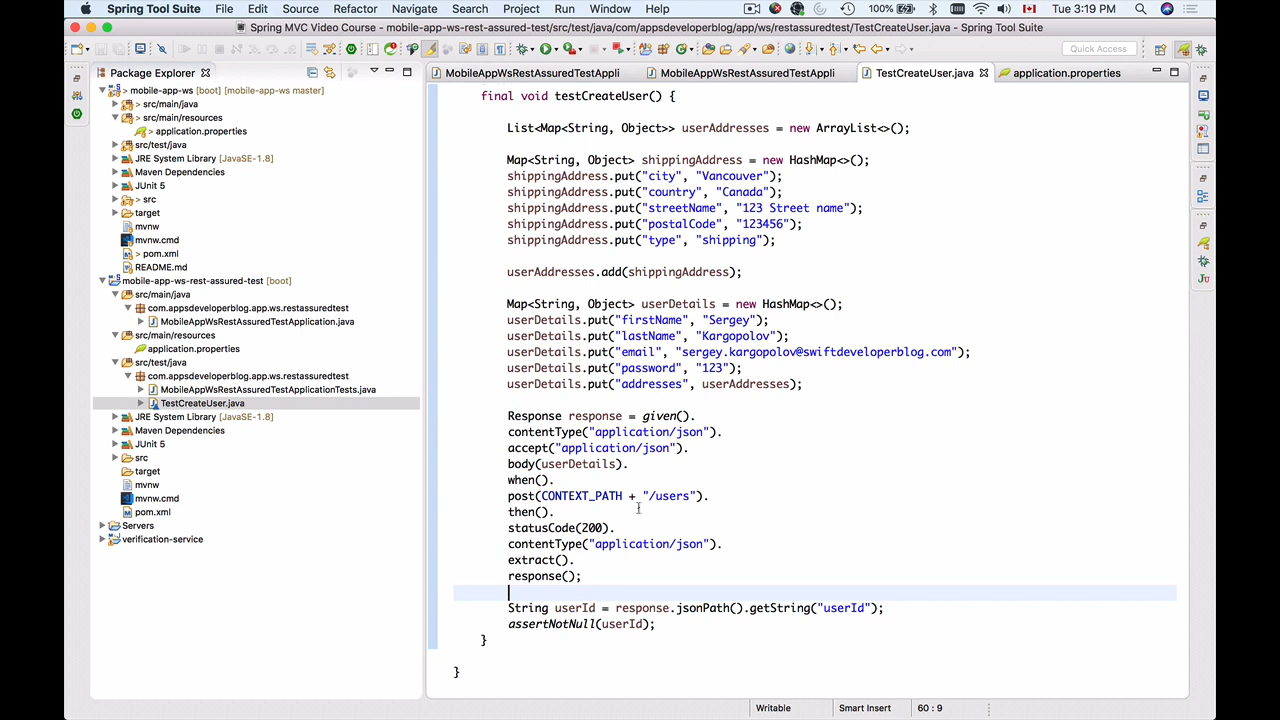 Spring Tool Suite File Edit Source Refactor Navigate Search Project Run Window Help 100% Tue 3:19 PM
Spring MVC Video Course - mobile-app-ws-rest-assured-test/src/test/java/com/appsdeveloperblog/app/ws/restassuredtest/TestCreateUser.java - Spring Tool Suite
Quick Access
Package Explorer
MobileAppWsRestAssuredTestAppli
MobileAppWsRestAssuredTestAppli
TestCreateUser.java
application.properties
> mobile-app-ws [boot] [mobile-app-ws master]
> src/main/java
> src/main/resources
> application.properties
> src/test/java
JRE System Library [JavaSE-1.8]
Maven Dependencies
JUnit 5
> src
target
mvnw
mvnw.cmd
> pom.xml
README.md
mobile-app-ws-rest-assured-test [boot]
src/main/java
com.appsdeveloperblog.app.ws.restassuredtest
MobileAppWsRestAssuredTestApplication.java
src/main/resources
application.properties
src/test/java
com.appsdeveloperblog.app.ws.restassuredtest
MobileAppWsRestAssuredTestApplicationTests.java
TestCreateUser.java
JRE System Library [JavaSE-1.8]
Maven Dependencies
JUnit 5
src
target
mvnw
mvnw.cmd
pom.xml
Servers
verification-service
final void testCreateUser() {
List<Map<String, Object>> userAddresses = new ArrayList<>();
Map<String, Object> shippingAddress = new HashMap<>();
shippingAddress.put("city", "Vancouver");
shippingAddress.put("country", "Canada");
shippingAddress.put("streetName", "123 Street name");
shippingAddress.put("postalCode", "123456");
shippingAddress.put("type", "shipping");
userAddresses.add(shippingAddress);
Map<String, Object> userDetails = new HashMap<>();
userDetails.put("firstName", "Sergey");
userDetails.put("lastName", "Kargopolov");
userDetails.put("email", "sergey.kargopolov@swiftdeveloperblog.com");
userDetails.put("password", "123");
userDetails.put("addresses", userAddresses);
Response response = given().
contentType("application/json").
accept("application/json").
body(userDetails).
when().
post(CONTEXT_PATH + "/users").
then().
statusCode(200).
contentType("application/json").
extract().
response();
String userId = response.jsonPath().getString("userId");
assertNotNull(userId);
}
}
Writable Smart Insert 60 : 9